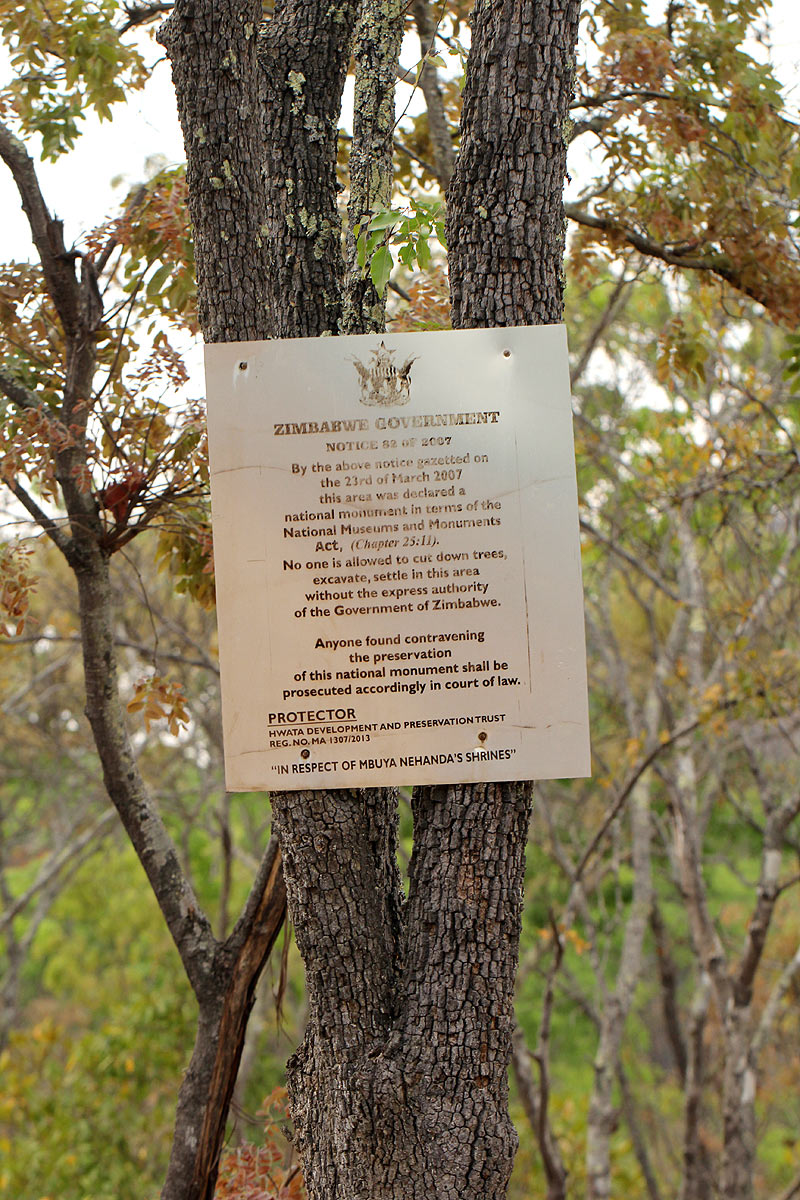 ZIMBABWE GOVERNMENT
NOTICE 82 OF 2007
By the above notice gazetted on
the 23rd of March 2007
this area was declared a
national monument in terms of the
National Museums and Monuments
Act, (Chapter 25:11).
No one is allowed to cut down trees,
excavate, settle in this area
without the express authority
of the Government of Zimbabwe.
Anyone found contravening
the preservation
of this national monument shall be
prosecuted accordingly in court of law.
PROTECTOR
HWATA DEVELOPMENT AND PRESERVATION TRUST
REG. NO. MA 1307/2013
"IN RESPECT OF MBUYA NEHANDA'S SHRINES"